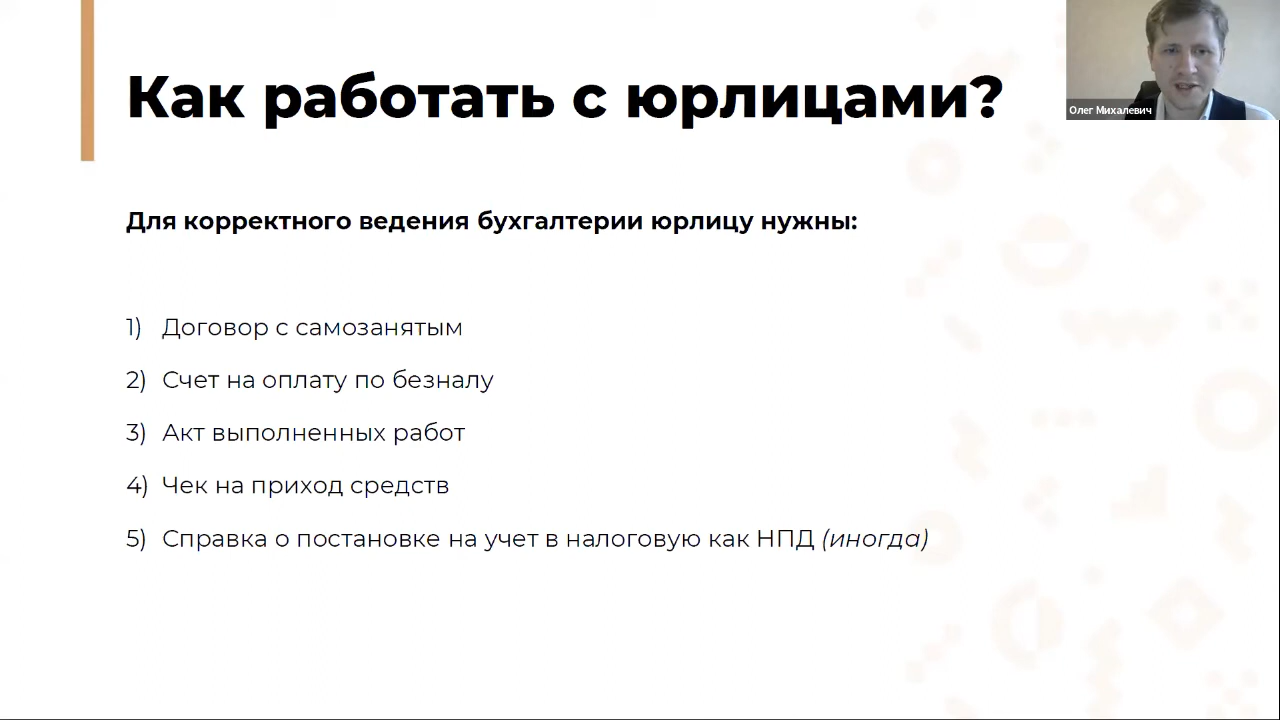 Как работать с юрлицами?
Олег Михалевич
Для корректного ведения бухгалтерии юрлицу нужны:
1) Договор с самозанятым
2) Счет на оплату по безналу
3) Акт выполненных работ
4) Чек на приход средств
5) Справка о постановке на учет в налоговую как НПД (иногда)